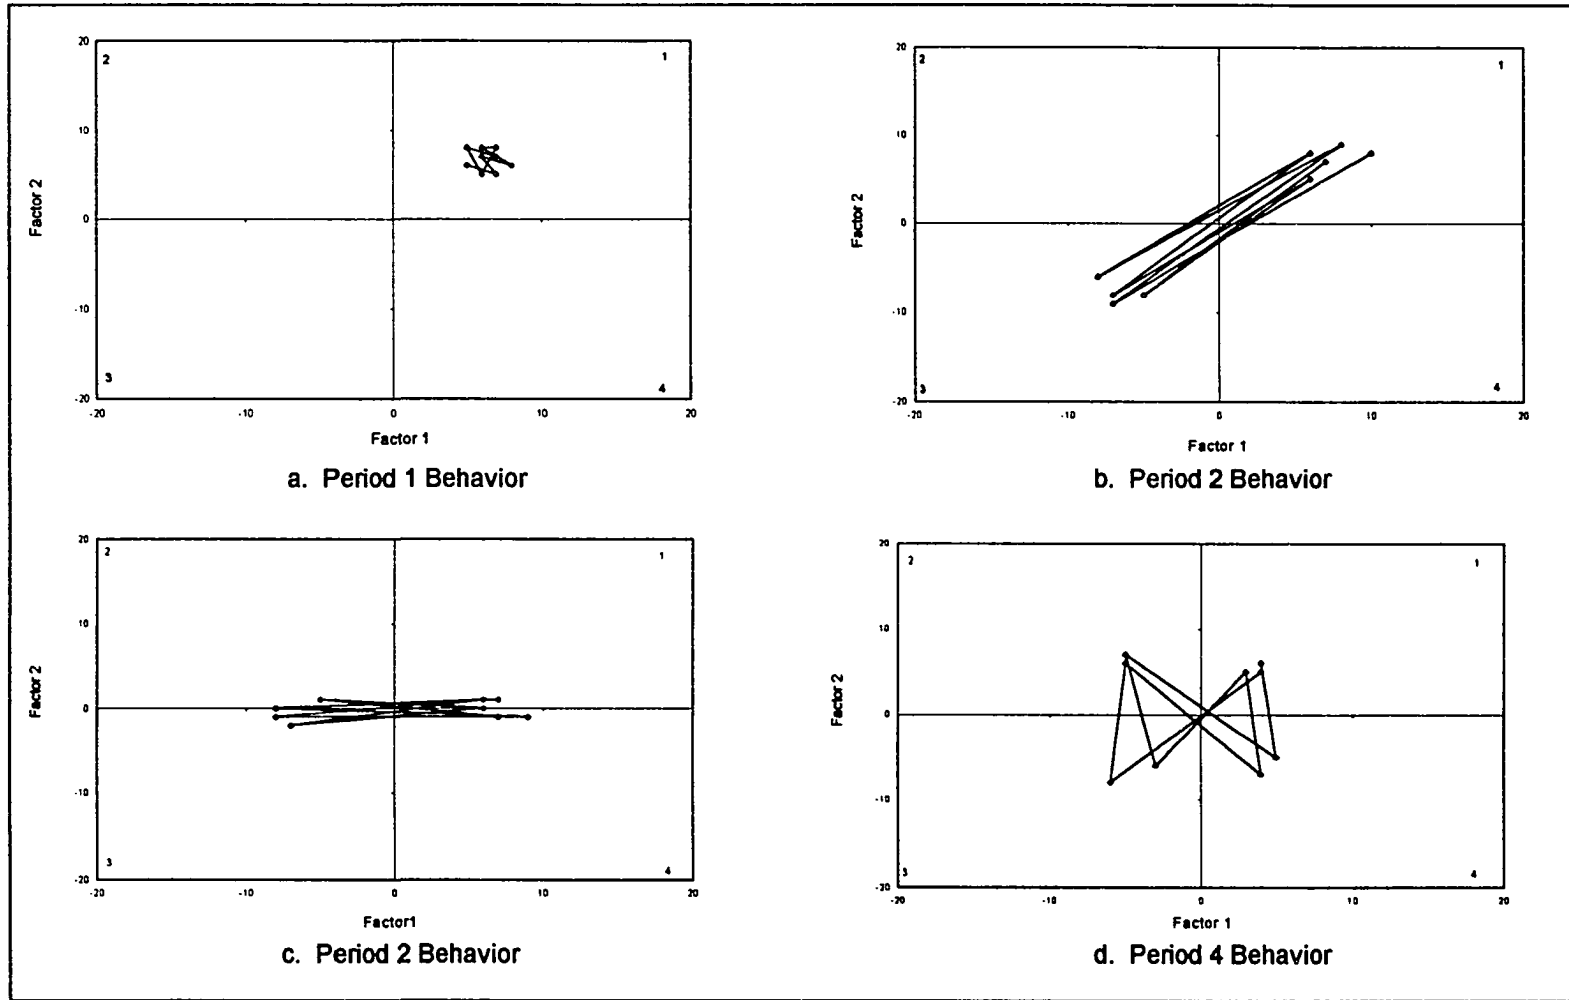 20
2
1
10
Factor 2
0
-10
3
4
-20
-20 -10 0 10 20
Factor 1
a. Period 1 Behavior
20
2
1
10
Factor 2
0
-10
3
4
-20
-10 0 10 20
Factor 1
b. Period 2 Behavior
20
2
1
10
Factor 2
0
-10
3
4
-20
-20 -10 0 10 20
Factor1
c. Period 2 Behavior
20
2
1
10
Factor 2
0
-10
3
4
-20
-20 -10 0 10 20
Factor 1
d. Period 4 Behavior